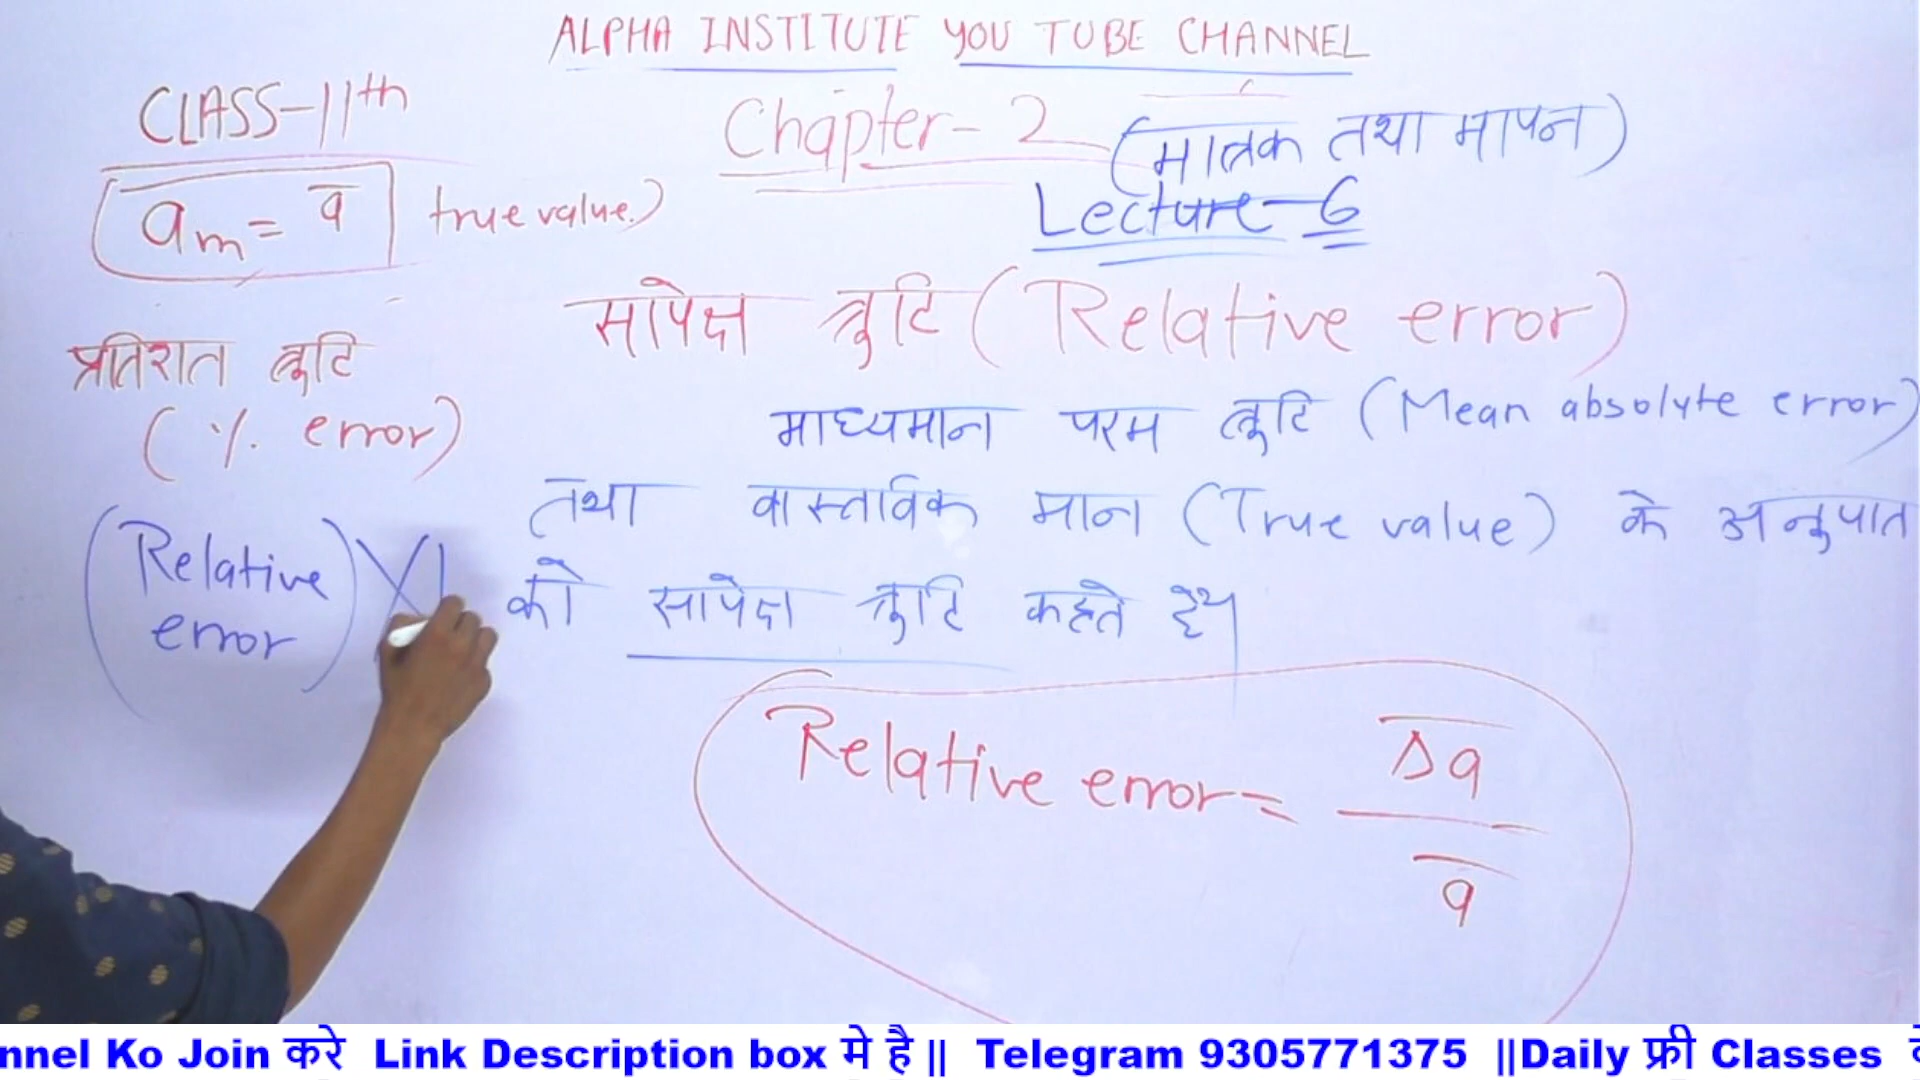 ALPHA INSTITUTE YOU TUBE CHANNEL
CLASS-11th
Chapter-2 (मात्रक तथा मापन)
Lecture-6
a̅m = a̅ true value)
सापेक्ष त्रुटि (Relative error)
प्रतिशत त्रुटि
(% error)
माध्यमान परम त्रुटि (Mean absolute error)
तथा वास्तविक मान (True value) के अनुपात
को सापेक्ष त्रुटि कहते है।
(Relative error) X1
Relative error = Δ̅a̅ / a̅
nnel Ko Join करे Link Description box मे है || Telegram 9305771375 ||Daily फ्री Classes